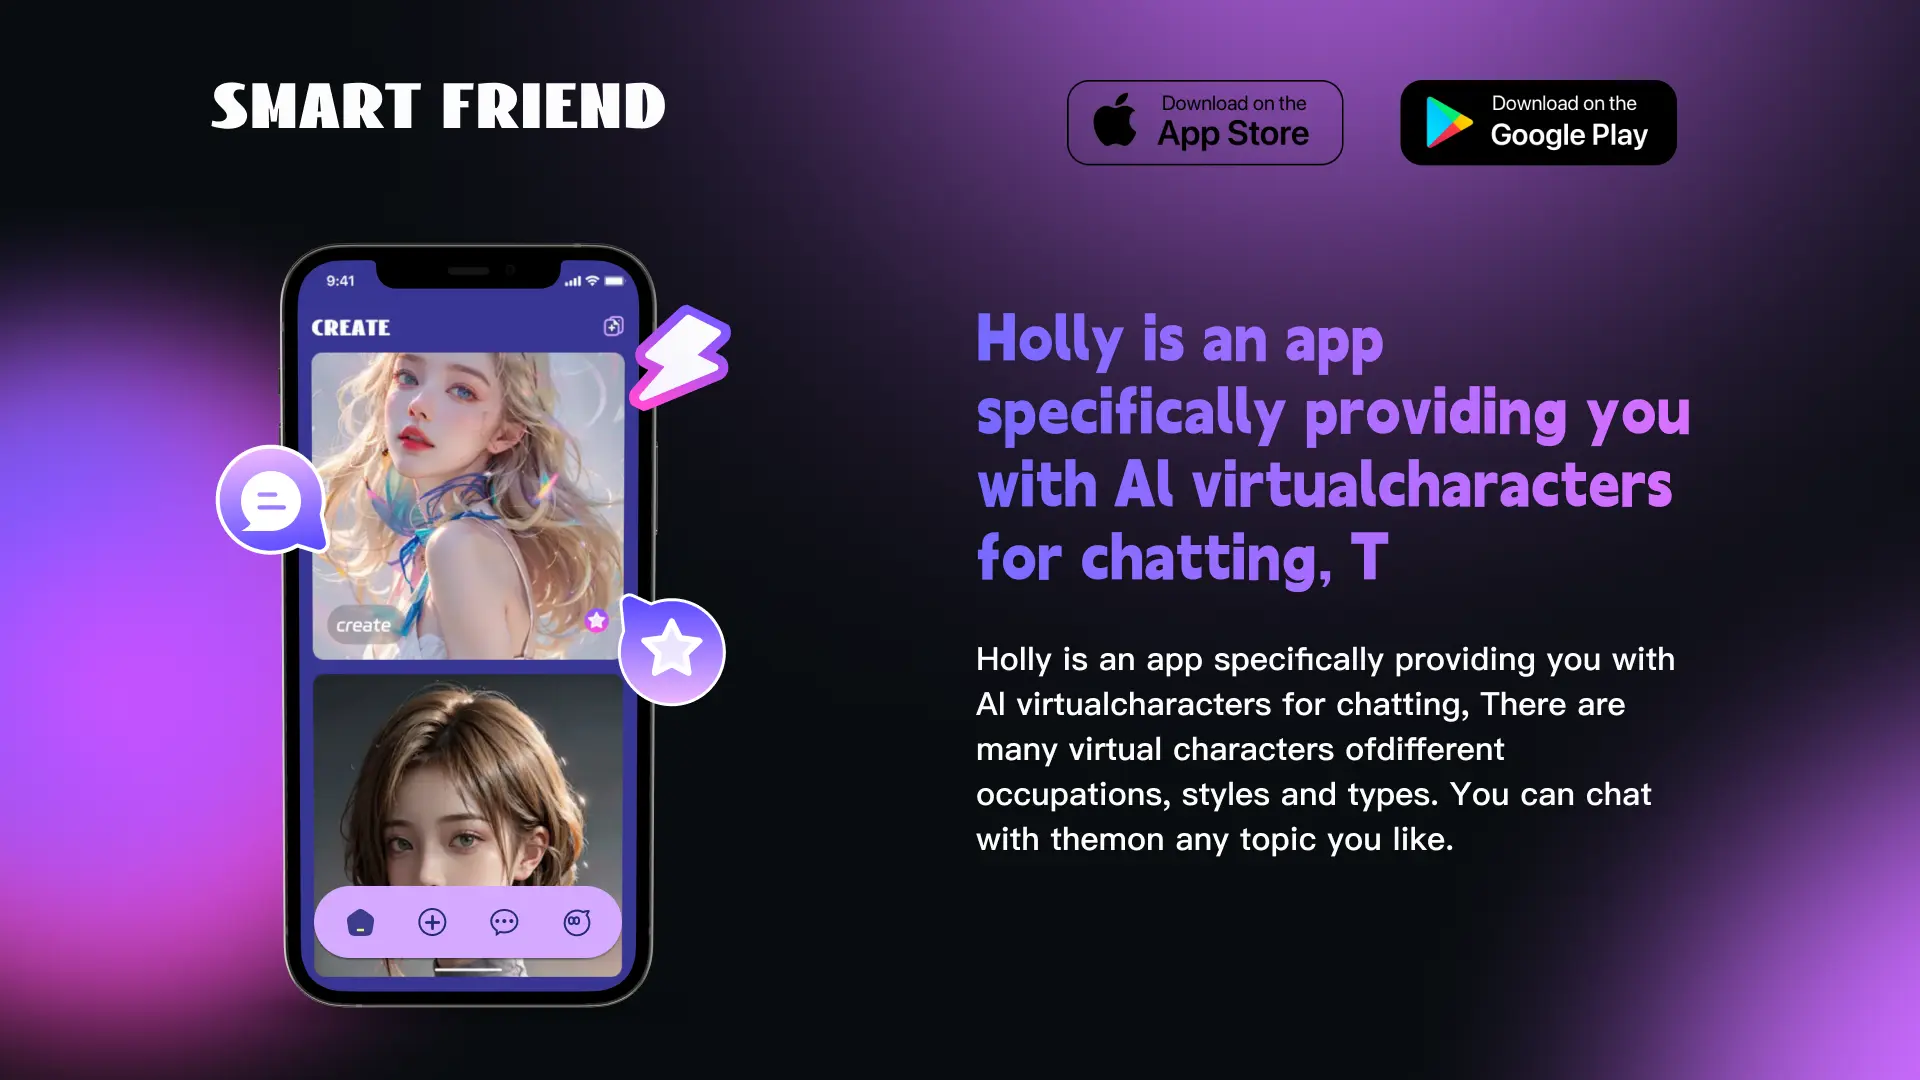 SMART FRIEND
Download on the
App Store
Download on the
Google Play
9:41
CREATE
create
Holly is an app
specifically providing you
with Al virtualcharacters
for chatting, T
Holly is an app specifically providing you with
Al virtualcharacters for chatting, There are
many virtual characters ofdifferent
occupations, styles and types. You can chat
with themon any topic you like.